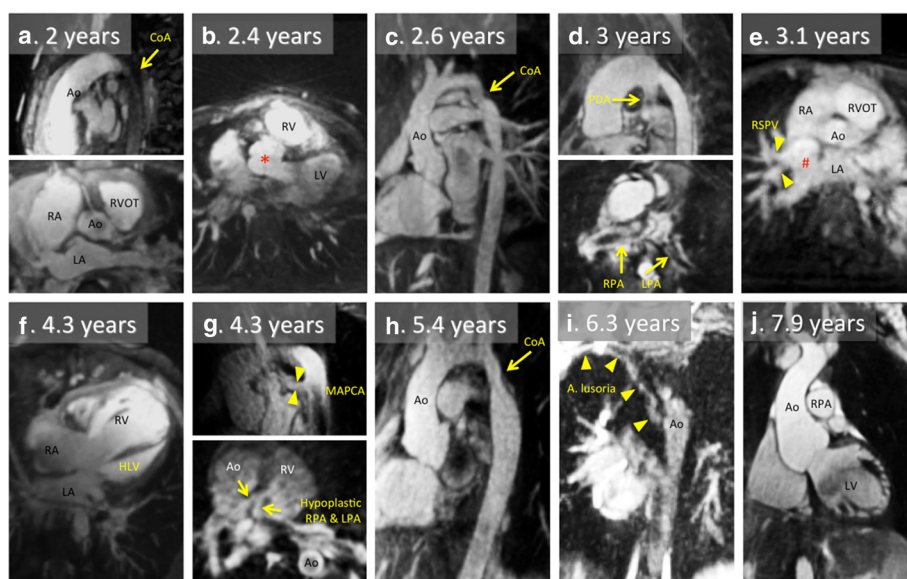 a. 2 years
CoA
Ao
RA
RVOT
Ao
LA
b. 2.4 years
RV
*
LV
c. 2.6 years
CoA
Ao
d. 3 years
PDA
RPA
LPA
e. 3.1 years
RA
RVOT
RSPV
Ao
#
LA
f. 4.3 years
RV
RA
HLV
LA
g. 4.3 years
MAPCA
Ao
RV
Hypoplastic
RPA & LPA
Ao
h. 5.4 years
CoA
Ao
i. 6.3 years
A. lusoria
Ao
j. 7.9 years
Ao
RPA
LV